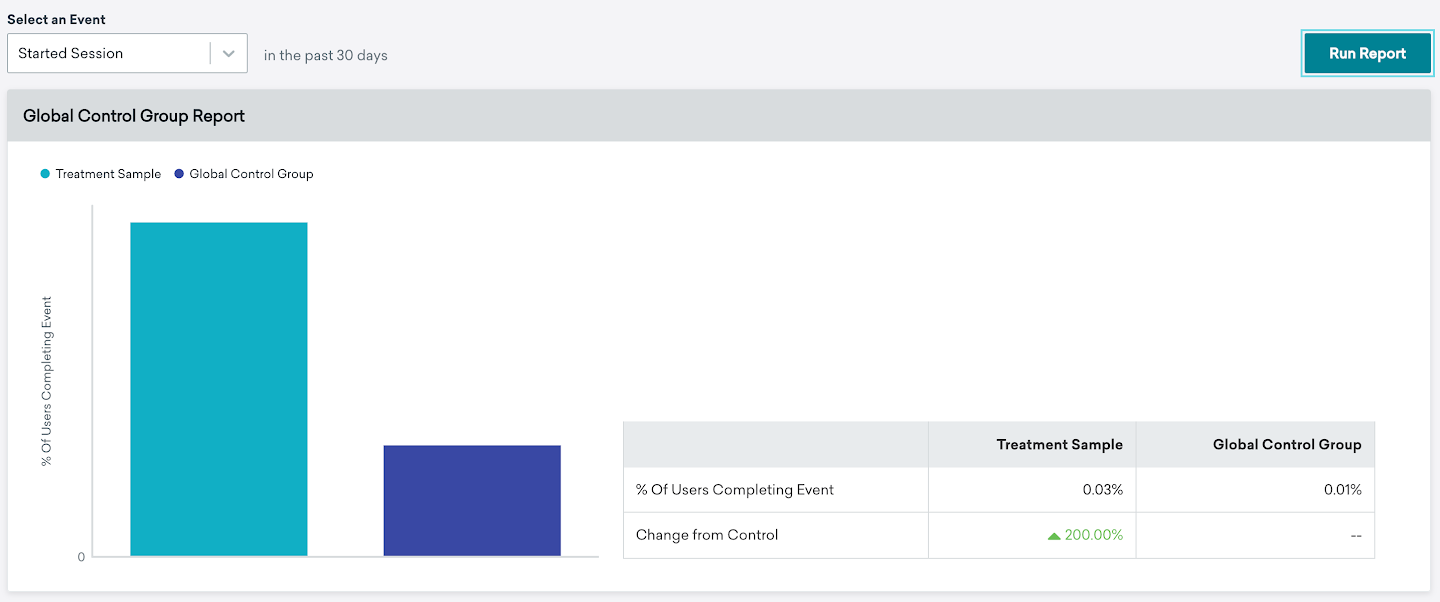 Select an Event
Started Session
in the past 30 days
Run Report
Global Control Group Report
Treatment Sample
Global Control Group
% Of Users Completing Event
0
Treatment Sample Global Control Group
% Of Users Completing Event 0.03% 0.01%
Change from Control 200.00% --